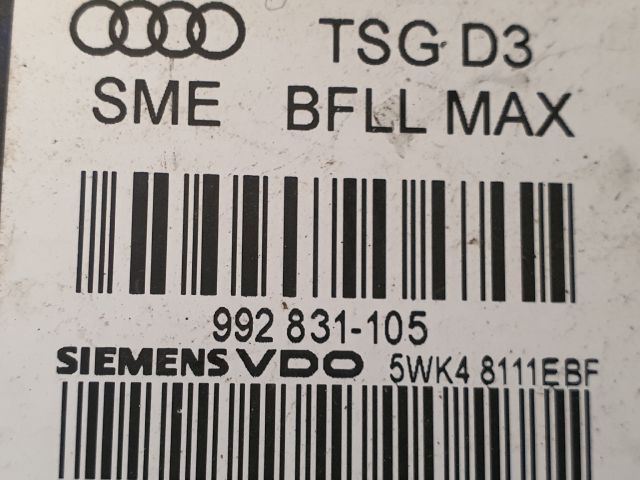 TSG D3
SME BFLL MAX
992 831-105
SIEMENS VDO 5WK4 8111EBF